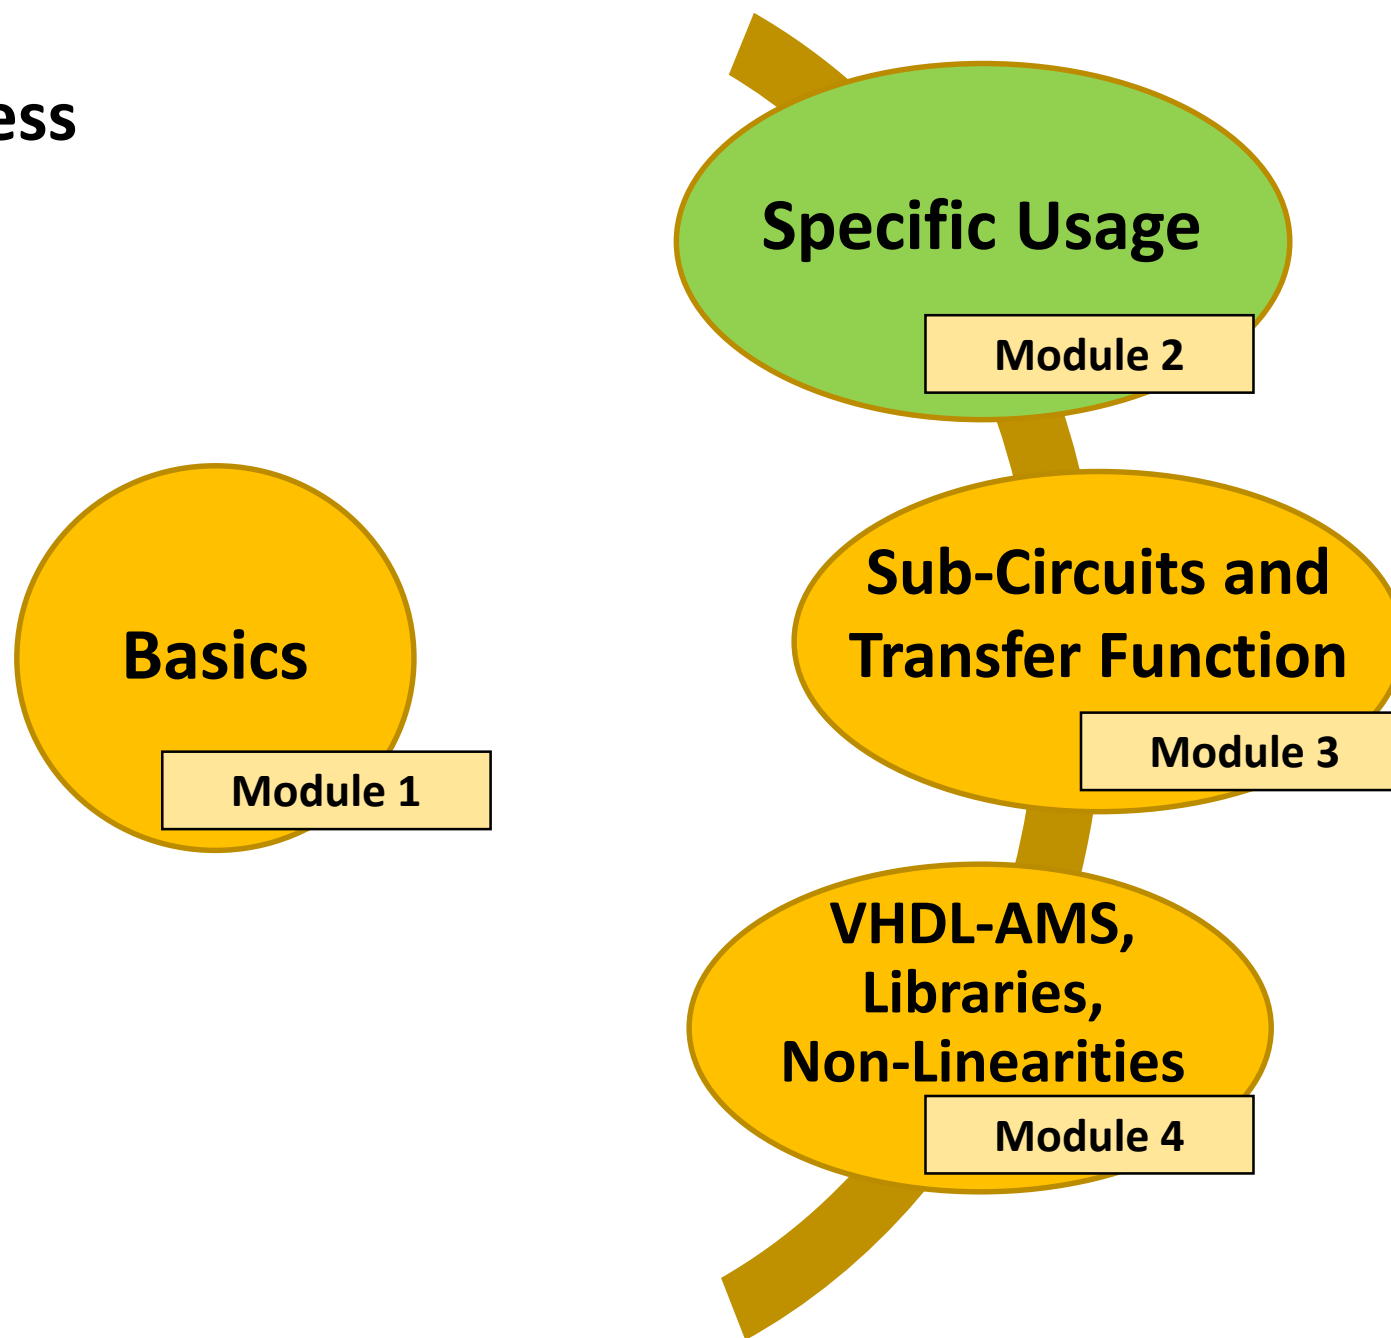 ess
Specific Usage
Module 2
Basics
Module 1
Sub-Circuits and
Transfer Function
Module 3
VHDL-AMS,
Libraries,
Non-Linearities
Module 4